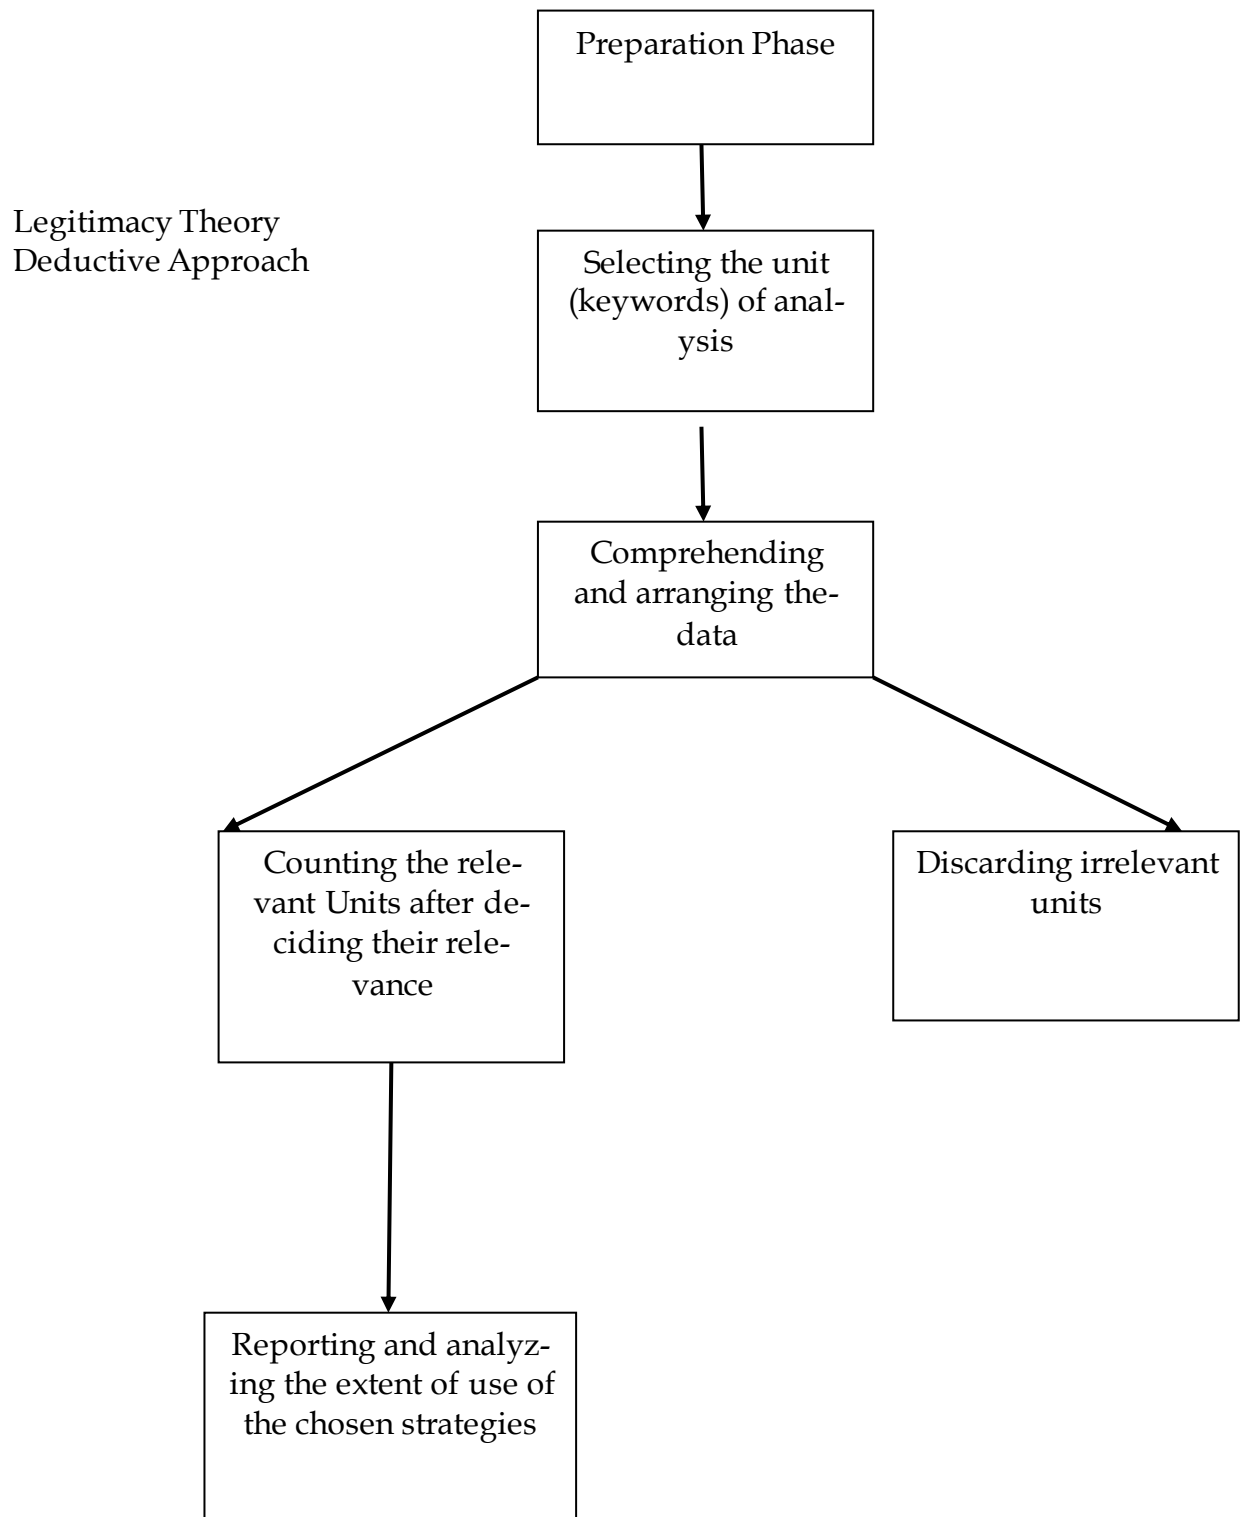 Preparation Phase
Legitimacy Theory
Deductive Approach
Selecting the unit
(keywords) of anal-
ysis
Comprehending
and arranging the-
data
Counting the rele-
vant Units after de-
ciding their rele-
vance
Discarding irrelevant
units
Reporting and analyz-
ing the extent of use of
the chosen strategies